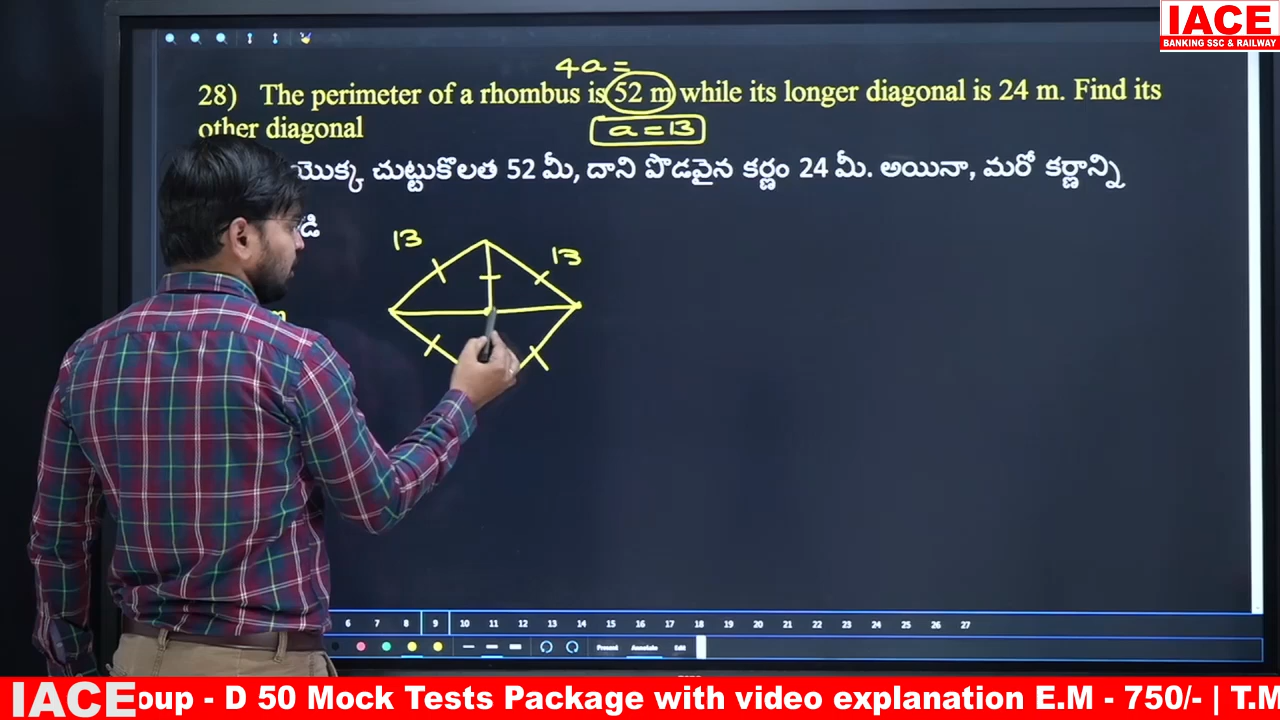 IACE
BANKING SSC & RAILWAY
4a =
28) The perimeter of a rhombus is 52 m while its longer diagonal is 24 m. Find its
other diagonal
a = 13
యొక్క చుట్టుకొలత 52 మీ, దాని పొడవైన కర్ణం 24 మీ. అయినా, మరో కర్ణాన్ని
13
13
6 7 8 9 10 11 12 13 14 15 16 17 18 19 20 21 22 23 24 25 26 27
Present Annotate Edit
IACE oup - D 50 Mock Tests Package with video explanation E.M - 750/- | T.M